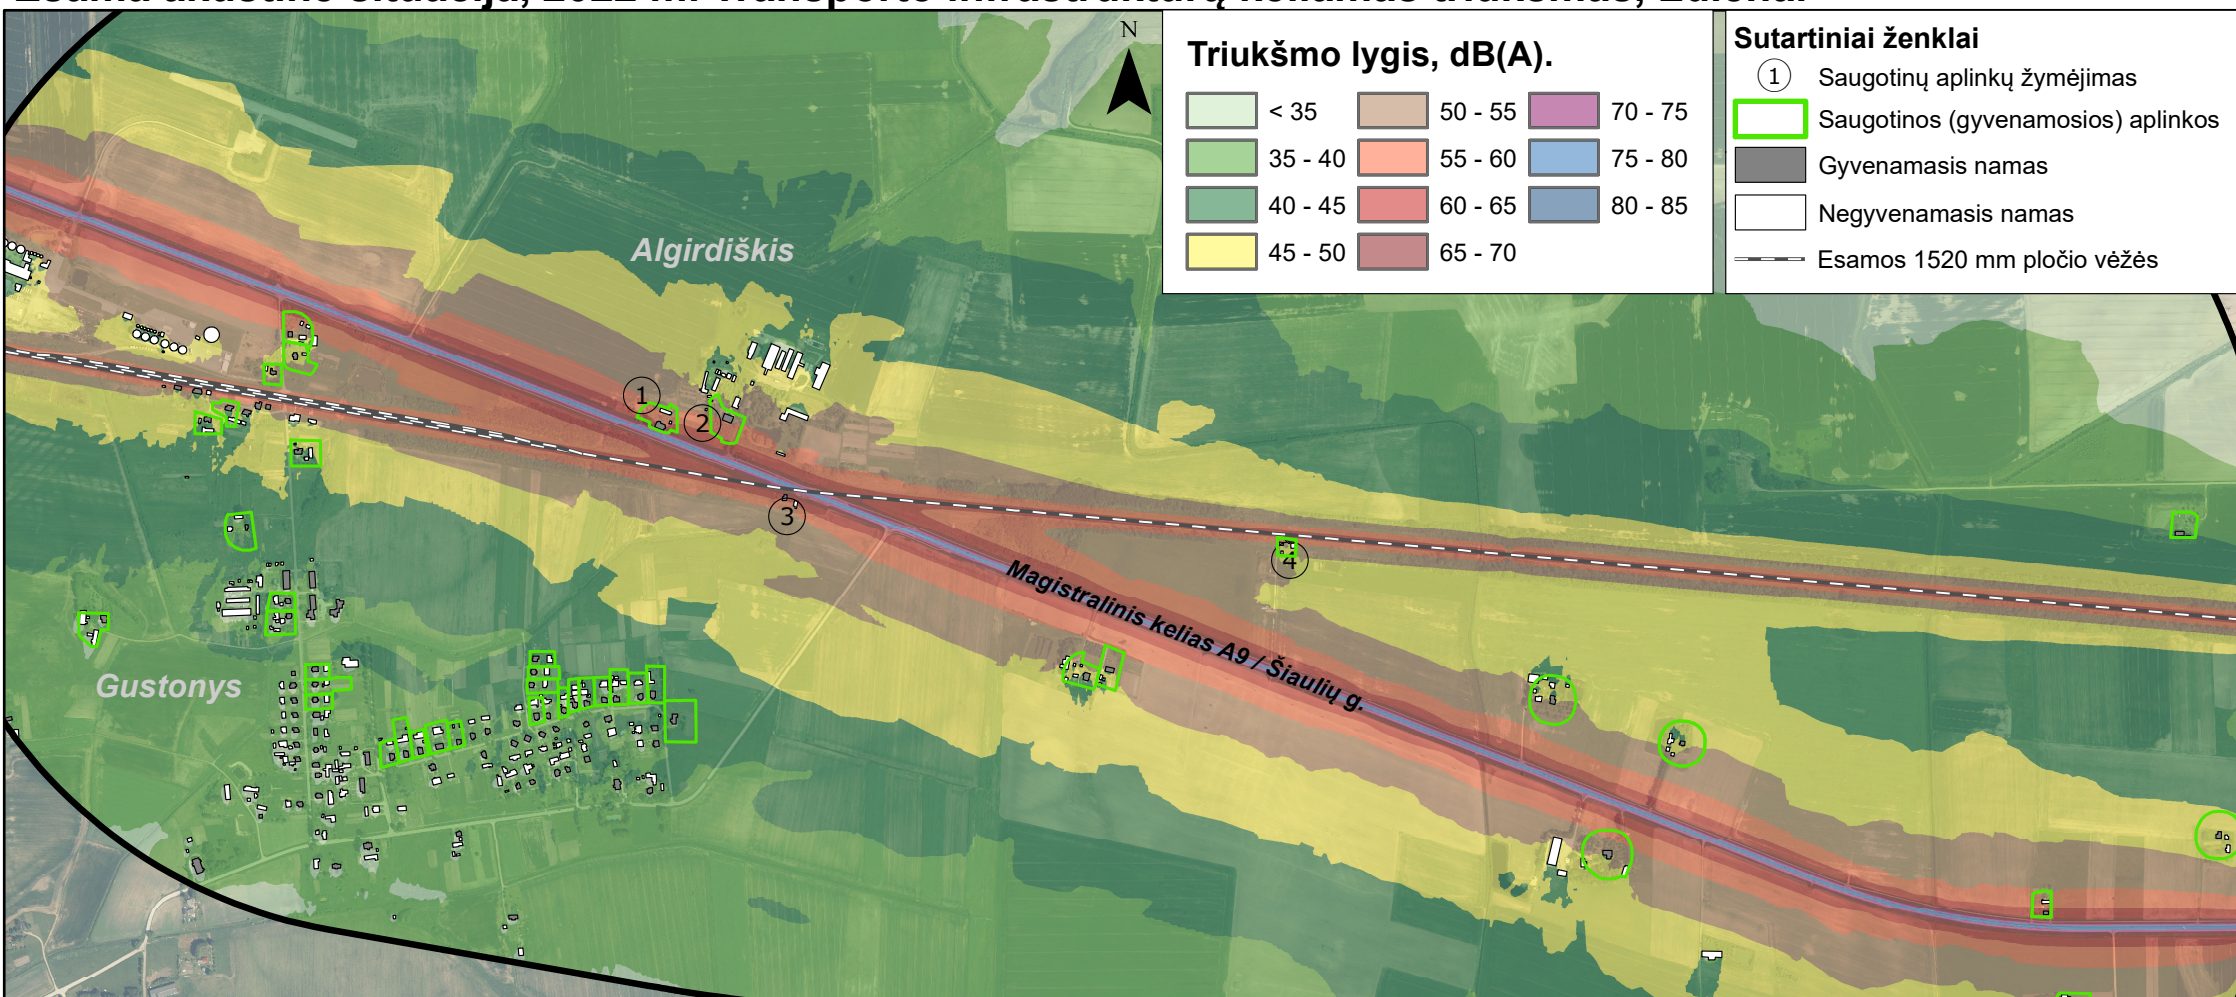 N
Triukšmo lygis, dB(A).
< 35
35 - 40
40 - 45
45 - 50
50 - 55
55 - 60
60 - 65
65 - 70
70 - 75
75 - 80
80 - 85
Sutartiniai ženklai
1 Saugotinų aplinkų žymėjimas
Saugotinos (gyvenamosios) aplinkos
Gyvenamasis namas
Negyvenamasis namas
Esamos 1520 mm pločio vėžės
Algirdiškis
1
2
3
4
Magistralinis kelias A9 / Šiaulių g.
Gustonys